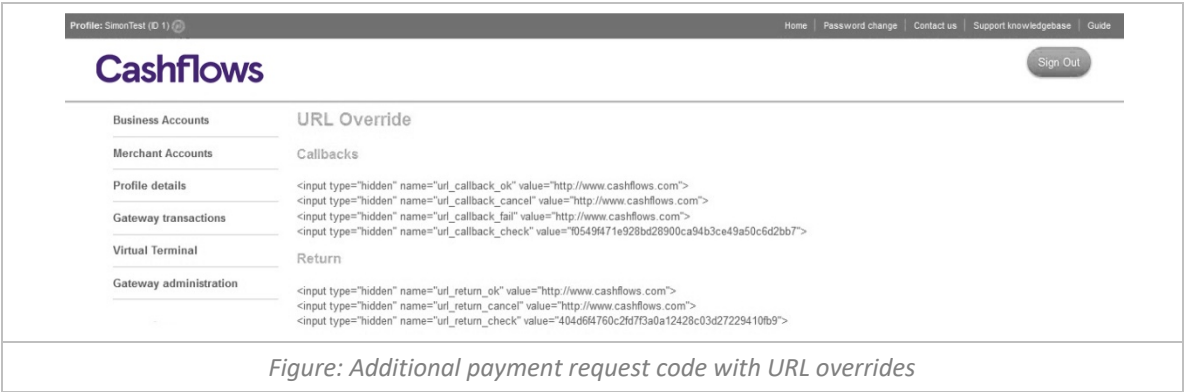 Profile: SimonTest (ID 1)
Home | Password change | Contact us | Support knowledgebase | Guide
Cashflows
Sign Out
Business Accounts
Merchant Accounts
Profile details
Gateway transactions
Virtual Terminal
Gateway administration
URL Override
Callbacks
<input type="hidden" name="url_callback_ok" value="http://www.cashflows.com">
<input type="hidden" name="url_callback_cancel" value="http://www.cashflows.com">
<input type="hidden" name="url_callback_fail" value="http://www.cashflows.com">
<input type="hidden" name="url_callback_check" value="f0549f471e928bd28900ca94b3ce49a50c6d2bb7">
Return
<input type="hidden" name="url_return_ok" value="http://www.cashflows.com">
<input type="hidden" name="url_return_cancel" value="http://www.cashflows.com">
<input type="hidden" name="url_return_check" value="404d6f4760c2fd7f3a0a12428c03d27229410fb9">
Figure: Additional payment request code with URL overrides